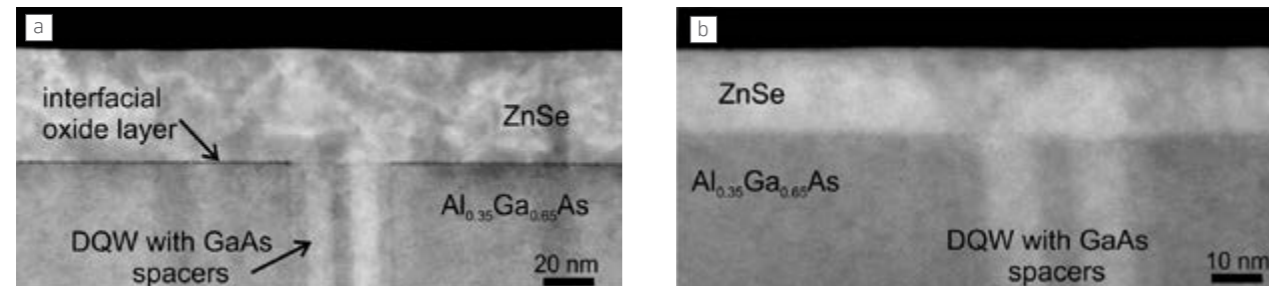 a
interfacial
oxide layer
ZnSe
Al0.35Ga0.65As
DQW with GaAs
spacers
20 nm
b
ZnSe
Al0.35Ga0.65As
DQW with GaAs
spacers
10 nm